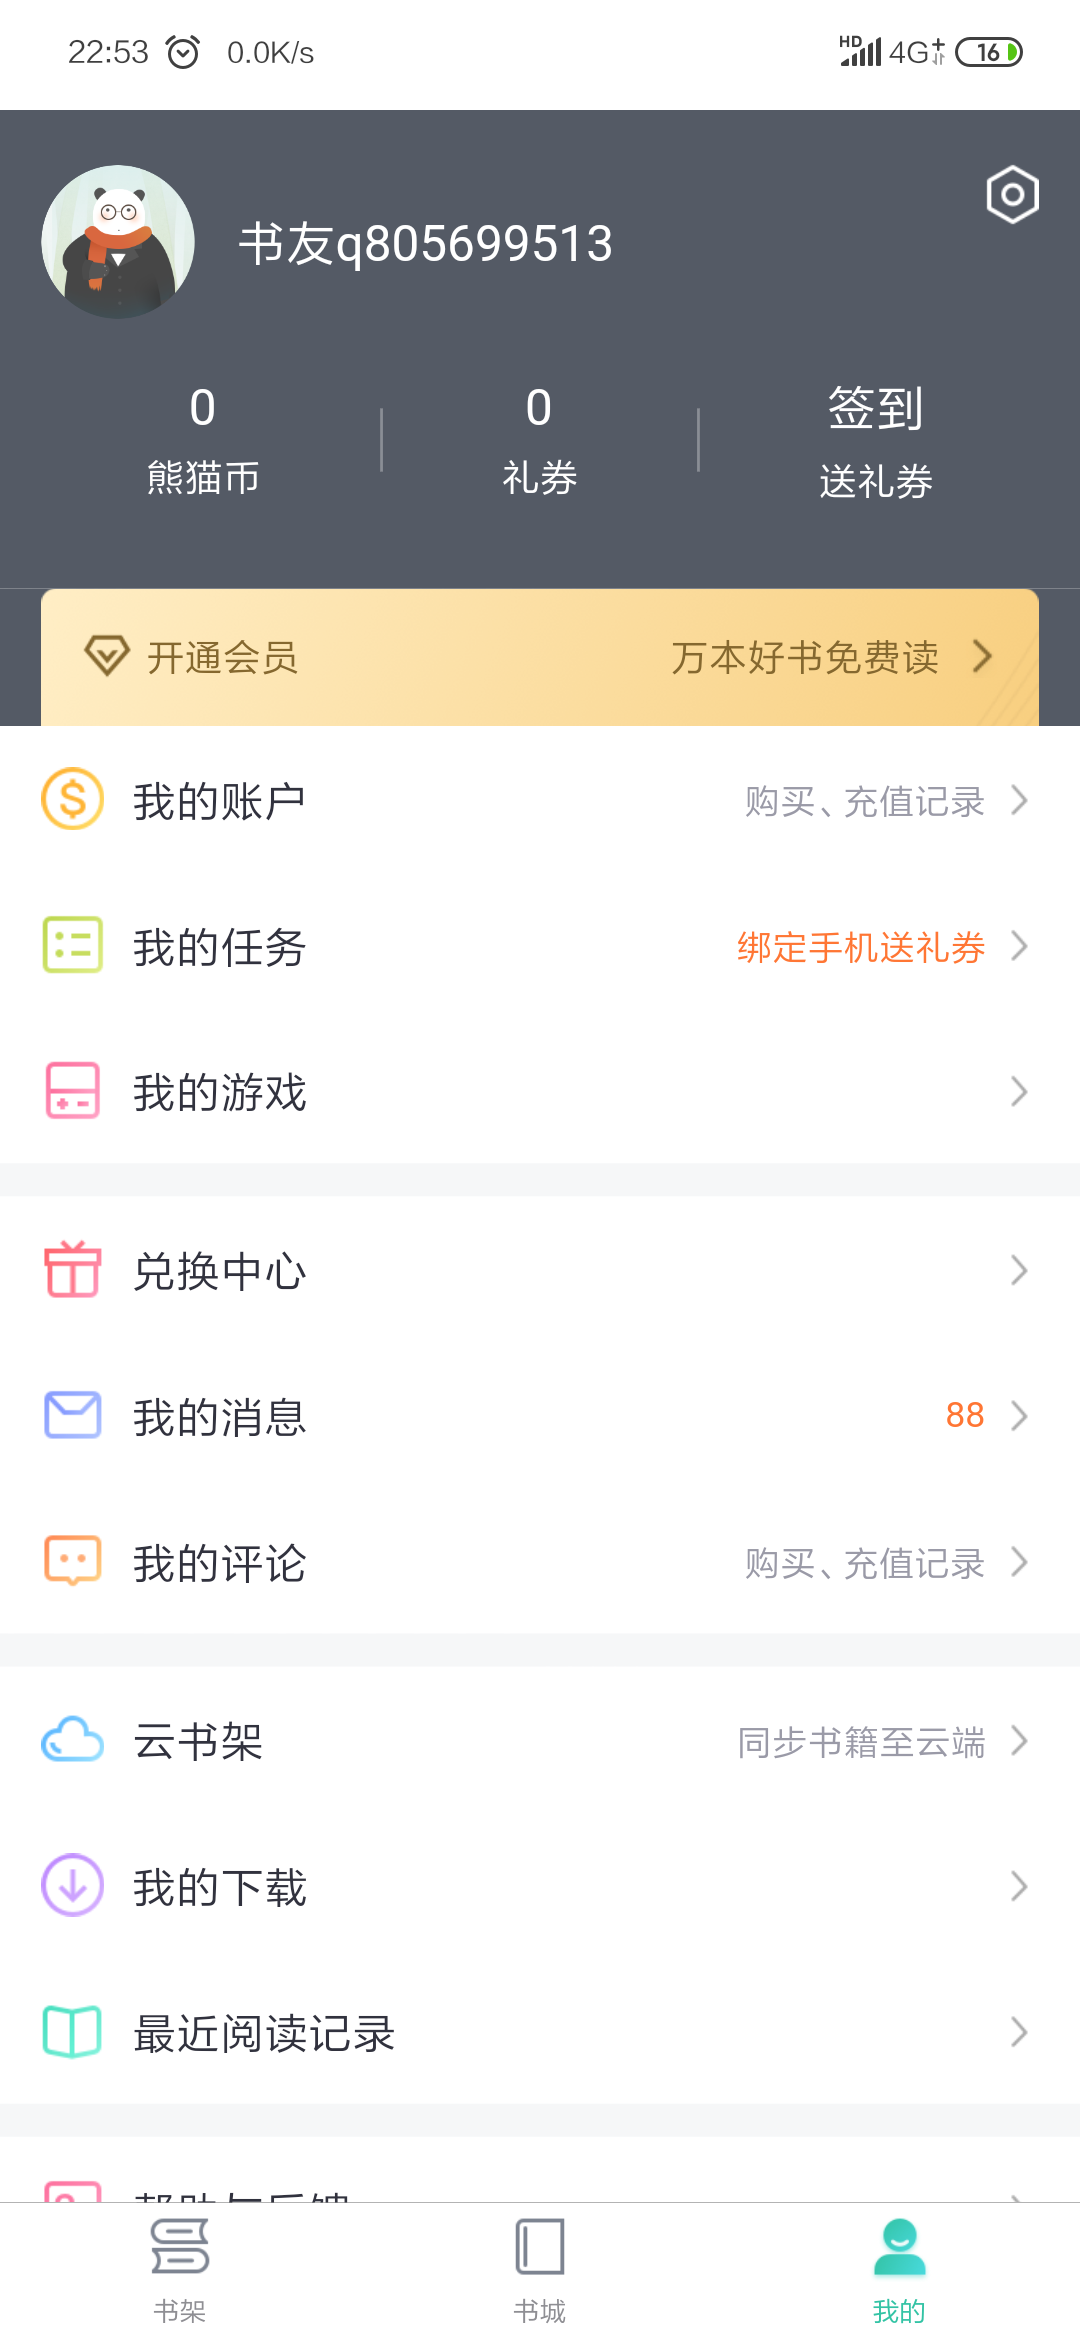 22:53 0.0K/s HD 4G 16
书友q805699513
0 0 签到
熊猫币 礼券 送礼券
开通会员 万本好书免费读
我的账户 购买、充值记录
我的任务 绑定手机送礼券
我的游戏
兑换中心
我的消息 88
我的评论 购买、充值记录
云书架 同步书籍至云端
我的下载
最近阅读记录
帮助与反馈
书架 书城 我的